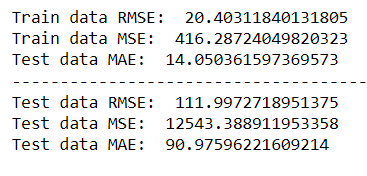 Train data RMSE:  20.40311840131805
Train data MSE:  416.28724049820323
Test data MAE:  14.050361597369573
-------------------------------------
Test data RMSE:  111.9972718951375
Test data MSE:  12543.388911953358
Test data MAE:  90.97596221609214